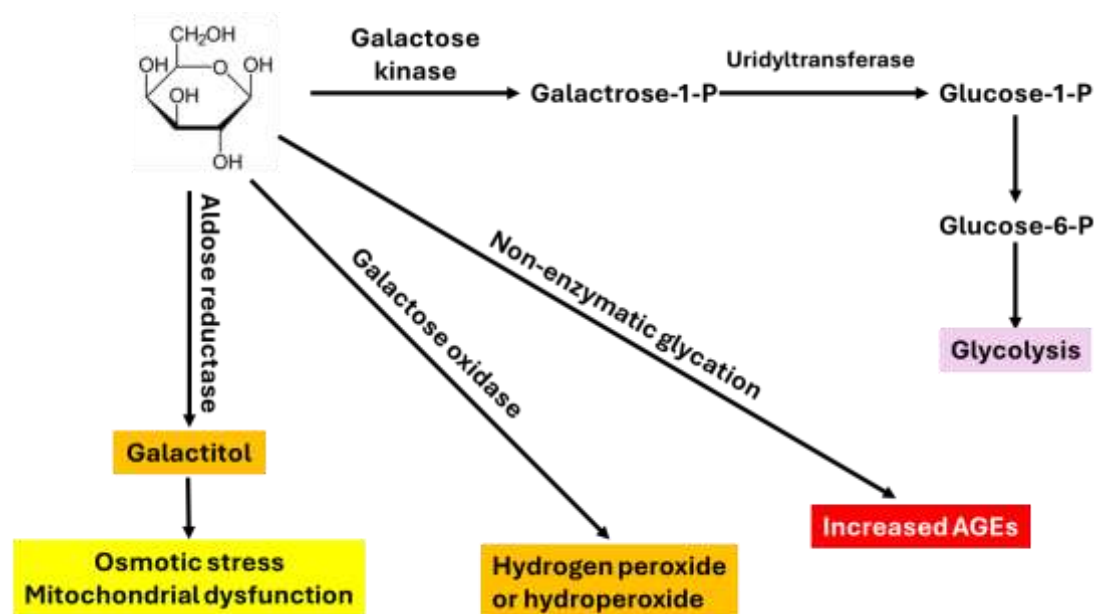 CH₂OH
OH
O
OH
OH
OH
Galactose
kinase
Galactrose-1-P
Uridyltransferase
Glucose-1-P
Glucose-6-P
Glycolysis
Aldose reductase
Galactose oxidase
Non-enzymatic glycation
Galactitol
Osmotic stress
Mitochondrial dysfunction
Hydrogen peroxide
or hydroperoxide
Increased AGEs